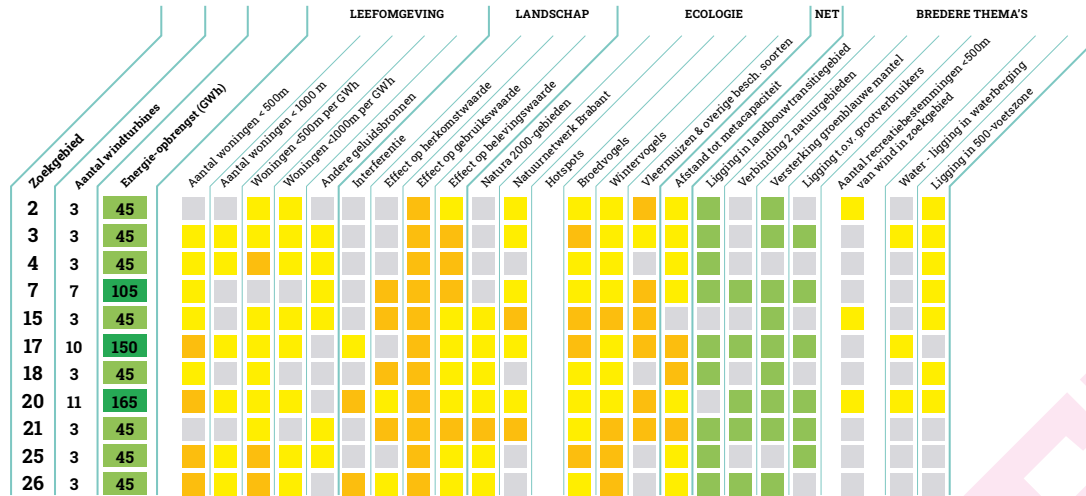 LEEFOMGEVING LANDSCHAP ECOLOGIE NET BREDERE THEMA'S
Zoekgebied
Aantal windturbines
Energie-opbrengst (GWh)
Aantal woningen < 500m
Aantal woningen < 1000 m
Woningen <500m per GWh
Woningen <1000m per GWh
Andere geluidsbronnen
Interferentie
Effect op herkomstwaarde
Effect op gebruikswaarde
Effect op belevingswaarde
Natura 2000 gebieden
Natuurnetwerk Brabant
Hotspots
Broedvogels
Wintervogels
Vleermuizen & overige besch. soorten
Afstand tot metacapaciteit
Ligging in landbouwtransitiegebied
Verbinding 2 natuurgebieden
Versterking groenblauwe mantel
Ligging t.o.v. grootverbruikers
Aantal recreatiebestemmingen <500m
van wind in zoekgebied
Water - ligging in waterberging
Ligging in 500-voetszone
2 3 45
3 3 45
4 3 45
7 7 105
15 3 45
17 10 150
18 3 45
20 11 165
21 3 45
25 3 45
26 3 45